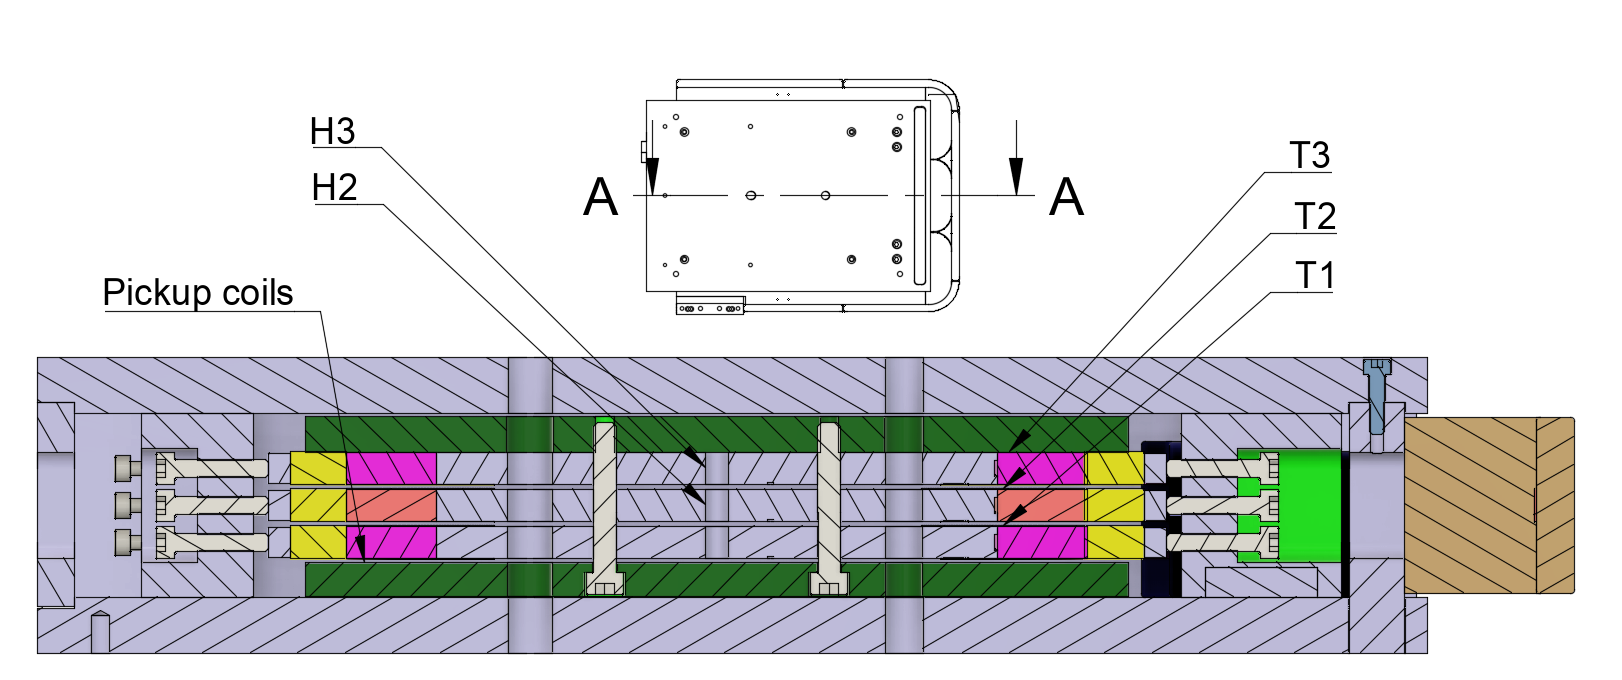 H3
H2
Pickup coils
A
A
T3
T2
T1